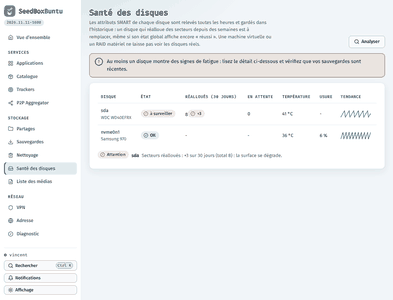 SeedBoxBuntu
Vue d'ensemble
SERVICES
Applications
Catalogue
Trackers
P2P Aggregator
STOCKAGE
Partages
Sauvegardes
Nettoyage
Santé des disques
Liste des médias
RÉSEAU
VPN
Adresse
Diagnostic
vincent
Rechercher Ctrl K
Notifications
Affichage
Santé des disques
Les attributs SMART de chaque disque sont relevés toutes les heures et gardés dans
l'historique : un disque qui réalloue des secteurs depuis des semaines est à
remplacer, même si son état global affiche encore « réussi ». Une machine virtuelle ou
un RAID matériel ne laisse pas voir les disques réels.
Analyser
Au moins un disque montre des signes de fatigue : lisez le détail ci-dessous et vérifiez que vos sauvegardes sont
récentes.
DISQUE ÉTAT RÉALLOUÉS (30 JOURS) EN ATTENTE TEMPÉRATURE USURE TENDANCE
sda à surveiller 8 +3 0 41 °C -
nvme0n1 OK - - 36 °C 6 %
Samsung 970
Attention sda Secteurs réalloués : +3 sur 30 jours (total 8) : la surface se dégrade.